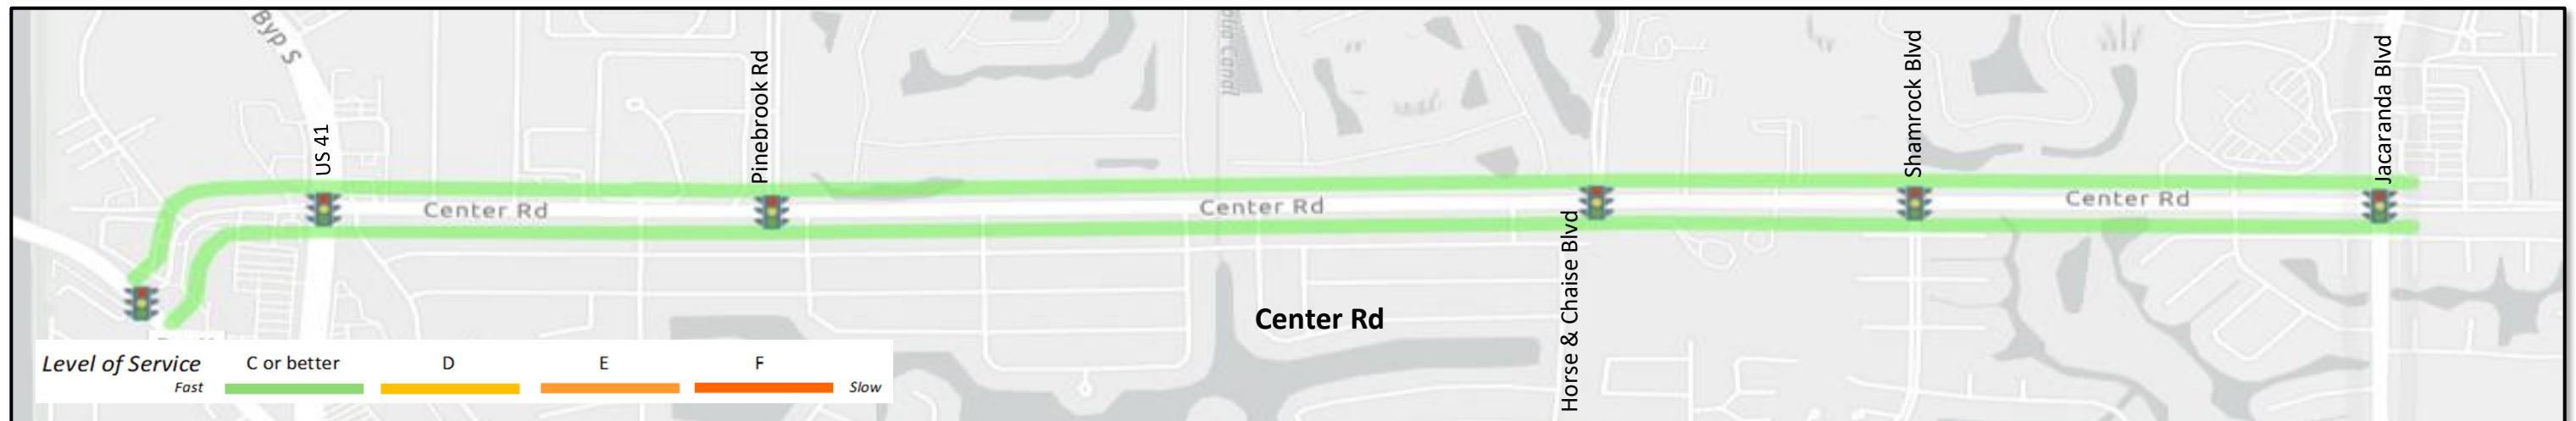 Byp S
US 41
Pinebrook Rd
Horse & Chaise Blvd
Shamrock Blvd
Jacaranda Blvd
Center Rd
Center Rd
Center Rd
Center Rd
Level of Service
C or better
D
E
F
Fast
Slow